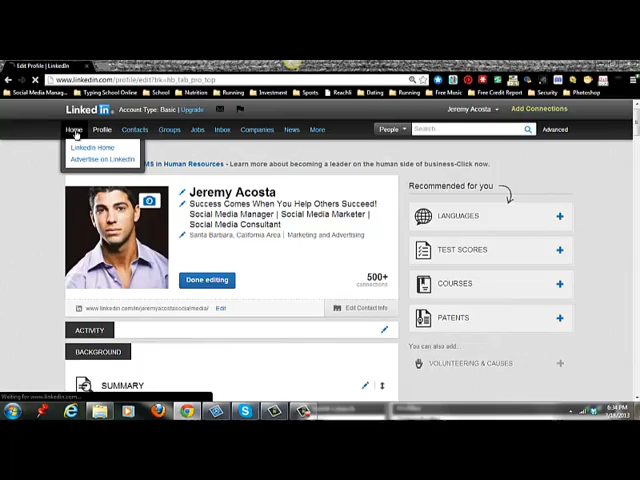 Edit Profile | LinkedIn
www.linkedin.com/profile/edit?trk=hb_tab_pro_top
Social Media Manag... Typing School Online School Nutrition Running Investment Sports Reachli Dating Running Free Music Free Credit Report Security Photoshop
Linked in Account Type: Basic | Upgrade Jeremy Acosta Add Connections
Home Profile Contacts Groups Jobs Inbox Companies News More People Search... Advanced
LinkedIn Home
Advertise on LinkedIn
MS in Human Resources - Learn more about becoming a leader on the human side of business-Click now.
Jeremy Acosta
Success Comes When You Help Others Succeed!
Social Media Manager | Social Media Marketer |
Social Media Consultant
Santa Barbara, California Area | Marketing and Advertising
Done editing
500+
connections
www.linkedin.com/in/jeremyacostasocialmedia/ Edit Edit Contact Info
ACTIVITY
BACKGROUND
SUMMARY
Recommended for you
LANGUAGES
TEST SCORES
COURSES
PATENTS
You can also add...
VOLUNTEERING & CAUSES
Waiting for www.linkedin.com...
6:34 PM
1/18/2013